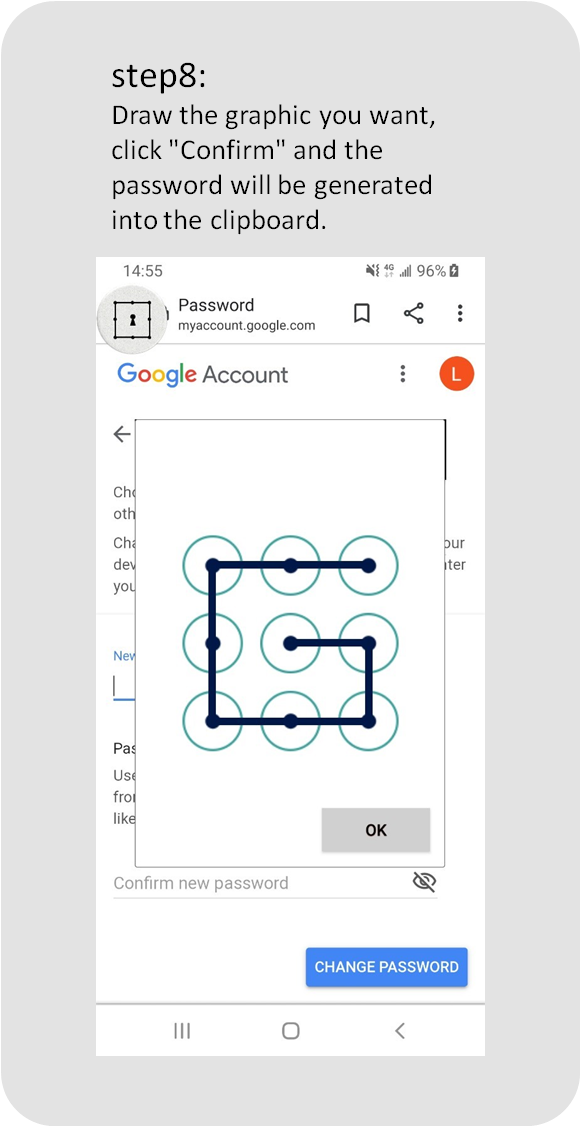 step8:
Draw the graphic you want,
click "Confirm" and the
password will be generated
into the clipboard.
14:55
4G 96%
Password
myaccount.google.com
Google Account
L
Cho
oth
Cha our
dev nter
you
New
Pas
Use
from
like
OK
Confirm new password
CHANGE PASSWORD